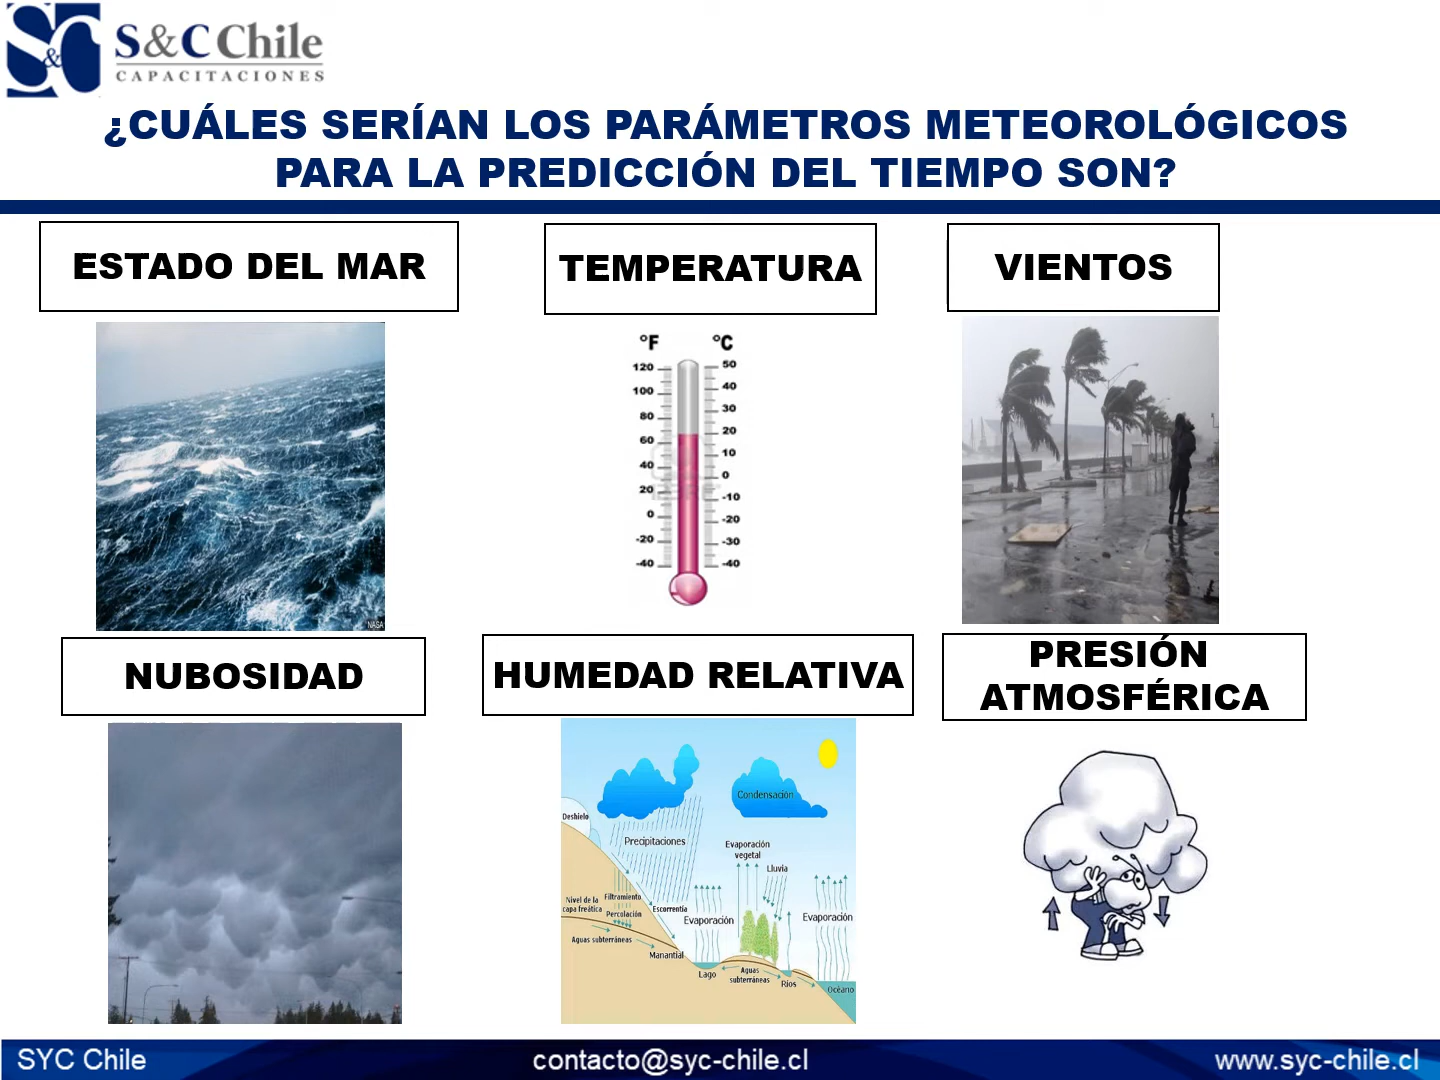 S&C Chile
CAPACITACIONES
¿CUÁLES SERÍAN LOS PARÁMETROS METEOROLÓGICOS
PARA LA PREDICCIÓN DEL TIEMPO SON?
ESTADO DEL MAR
TEMPERATURA
VIENTOS
°F °C
120 50
100 40
80 30
60 20
40 10
20 0
0 -10
-20 -20
-40 -30
-40
NASA
NUBOSIDAD
HUMEDAD RELATIVA
PRESIÓN
ATMOSFÉRICA
Condensación
Deshielo
Precipitaciones
Evaporación
vegetal
Lluvia
Nivel de la
capa freática
Filtramiento
Percolación
Escorrentía
Evaporación
Evaporación
Aguas subterráneas
Manantial
Lago
Aguas
subterráneas
Ríos
Océano
SYC Chile
contacto@syc-chile.cl
www.syc-chile.cl